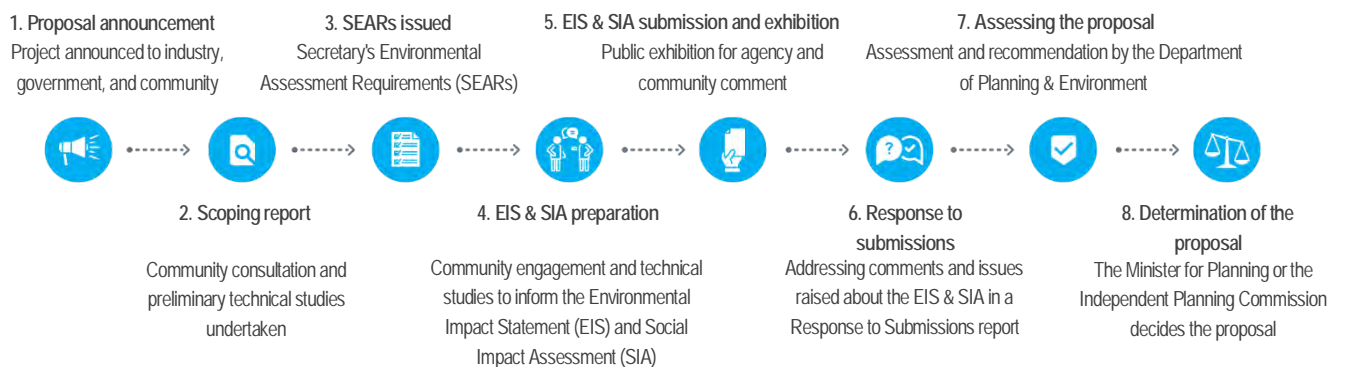 1. Proposal announcement
Project announced to industry,
government, and community
2. Scoping report
Community consultation and
preliminary technical studies
undertaken
3. SEARs issued
Secretary's Environmental
Assessment Requirements (SEARs)
4. EIS & SIA preparation
Community engagement and technical
studies to inform the Environmental
Impact Statement (EIS) and Social
Impact Assessment (SIA)
5. EIS & SIA submission and exhibition
Public exhibition for agency and
community comment
6. Response to
submissions
Addressing comments and issues
raised about the EIS & SIA in a
Response to Submissions report
7. Assessing the proposal
Assessment and recommendation by the Department
of Planning & Environment
8. Determination of the
proposal
The Minister for Planning or the
Independent Planning Commission
decides the proposal